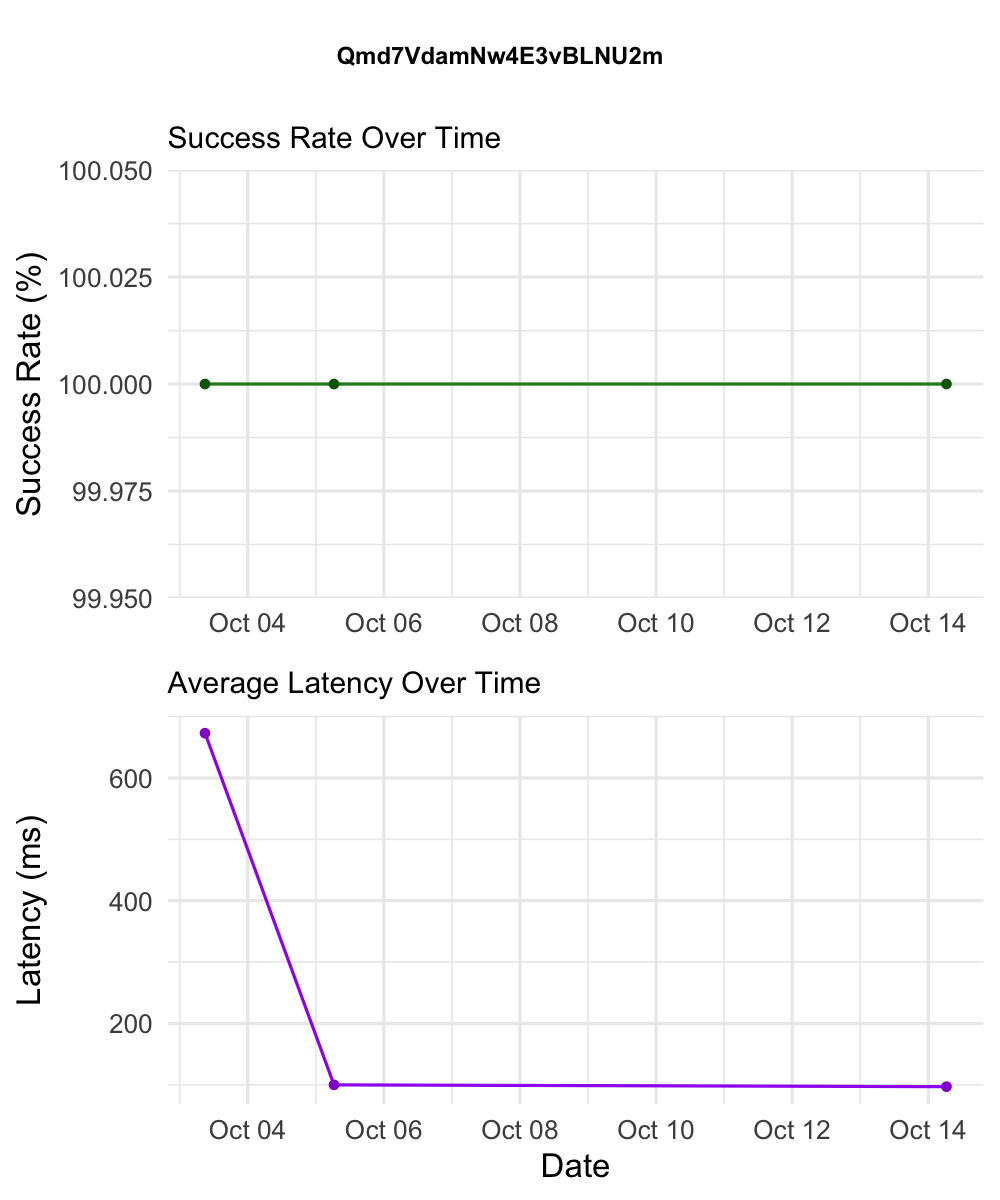 Qmd7VdamNw4E3vBLNU2m
Success Rate Over Time
Success Rate (%)
100.050
100.025
100.000
99.975
99.950
Oct 04 Oct 06 Oct 08 Oct 10 Oct 12 Oct 14
Average Latency Over Time
Latency (ms)
600
400
200
Oct 04 Oct 06 Oct 08 Oct 10 Oct 12 Oct 14
Date